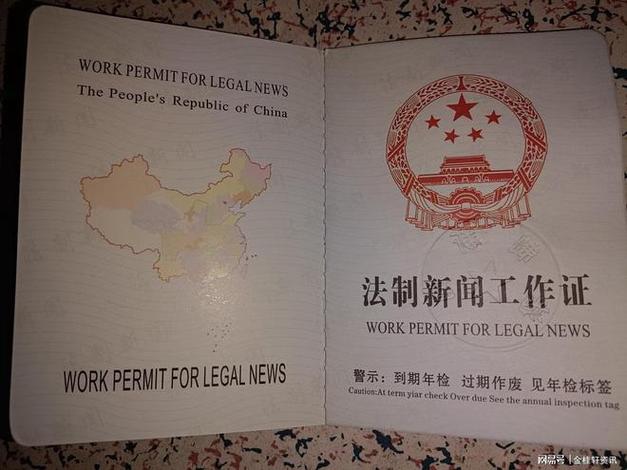 WORK PERMIT FOR LEGAL NEWS
The People's Republic of China
WORK PERMIT FOR LEGAL NEWS
法制新闻工作证
WORK PERMIT FOR LEGAL NEWS
警示：到期年检 过期作废 见年检标签
Caution:At term yiar check Over due See the annual inspection tag
网易号 | 金桂轩资讯